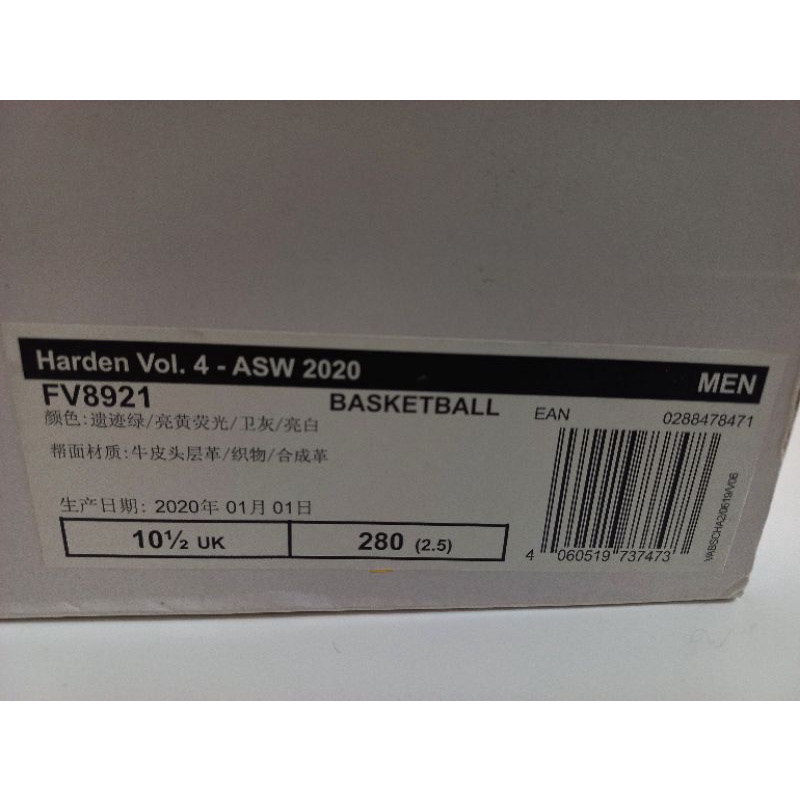 Harden Vol. 4 - ASW 2020 MEN
FV8921 BASKETBALL EAN 0288478471
颜色:遗迹绿/亮黄荧光/卫灰/亮白
帮面材质:牛皮头层革/织物/合成革
生产日期: 2020年 01月 01日
10½ UK 280 (2.5)
4 060519 737473
VABSCHA2/0619/V06